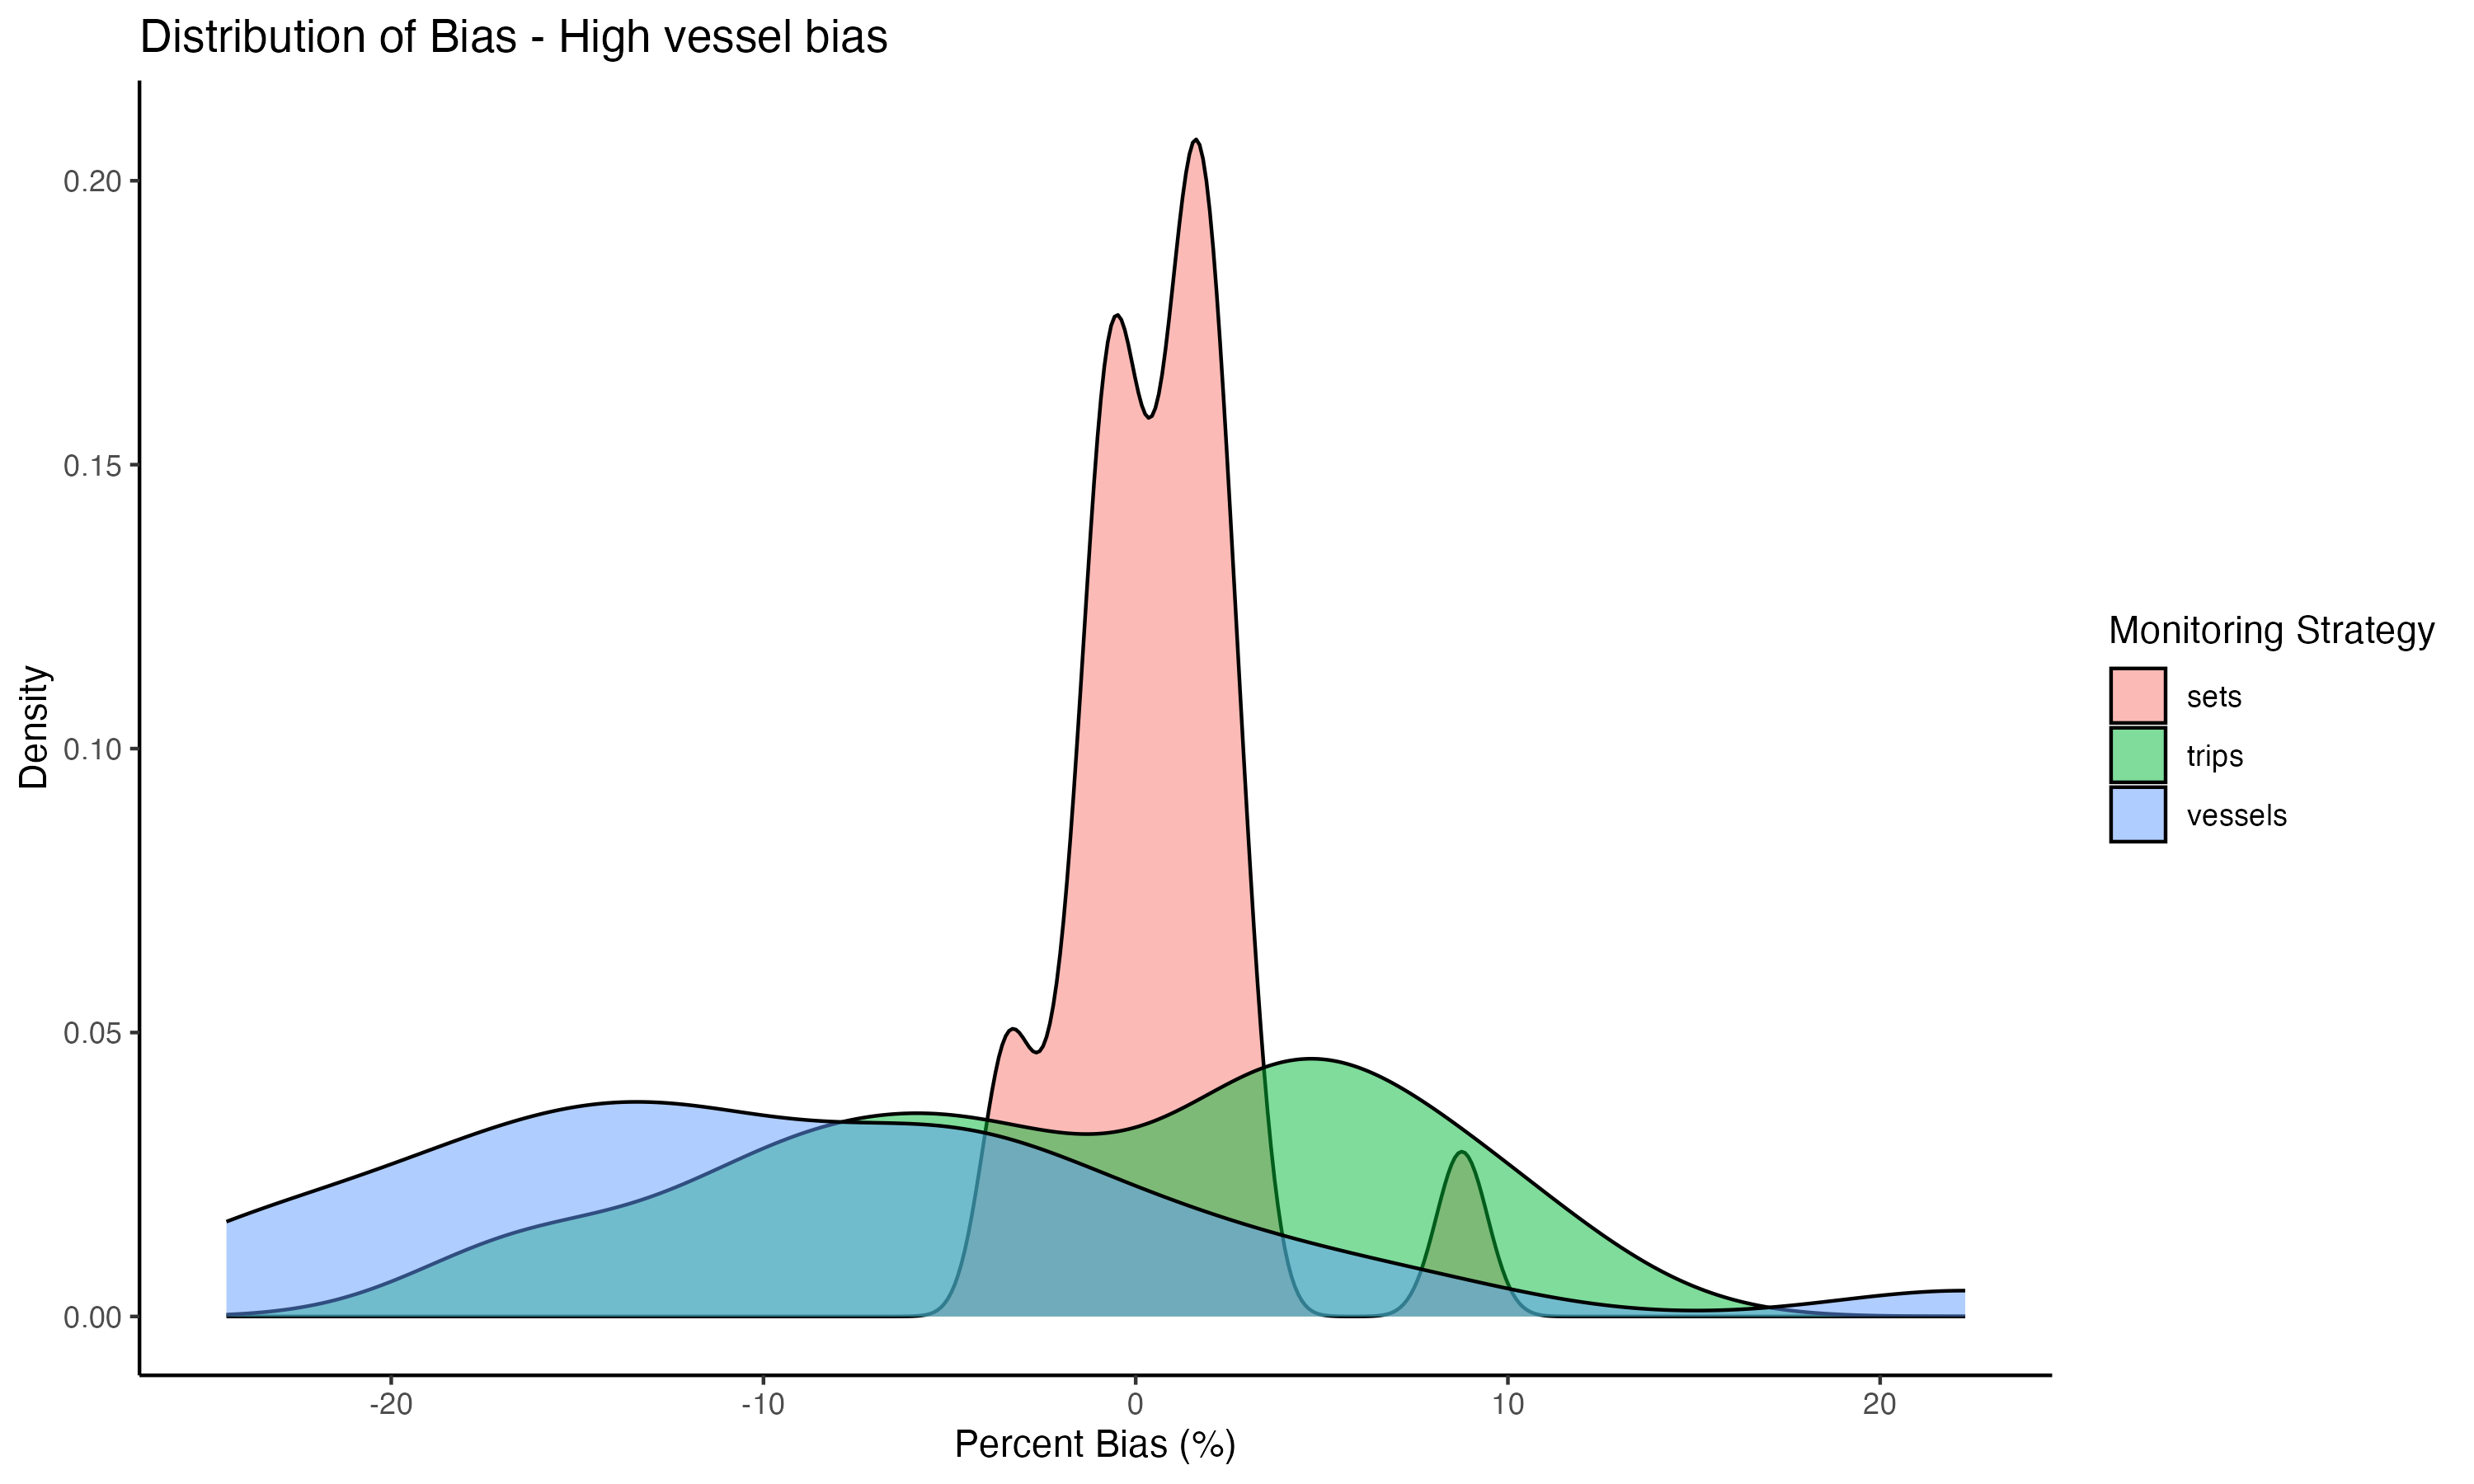 Distribution of Bias - High vessel bias
0.20
0.15
0.10
0.05
0.00
Density
-20
-10
0
10
20
Percent Bias (%)
Monitoring Strategy
sets
trips
vessels